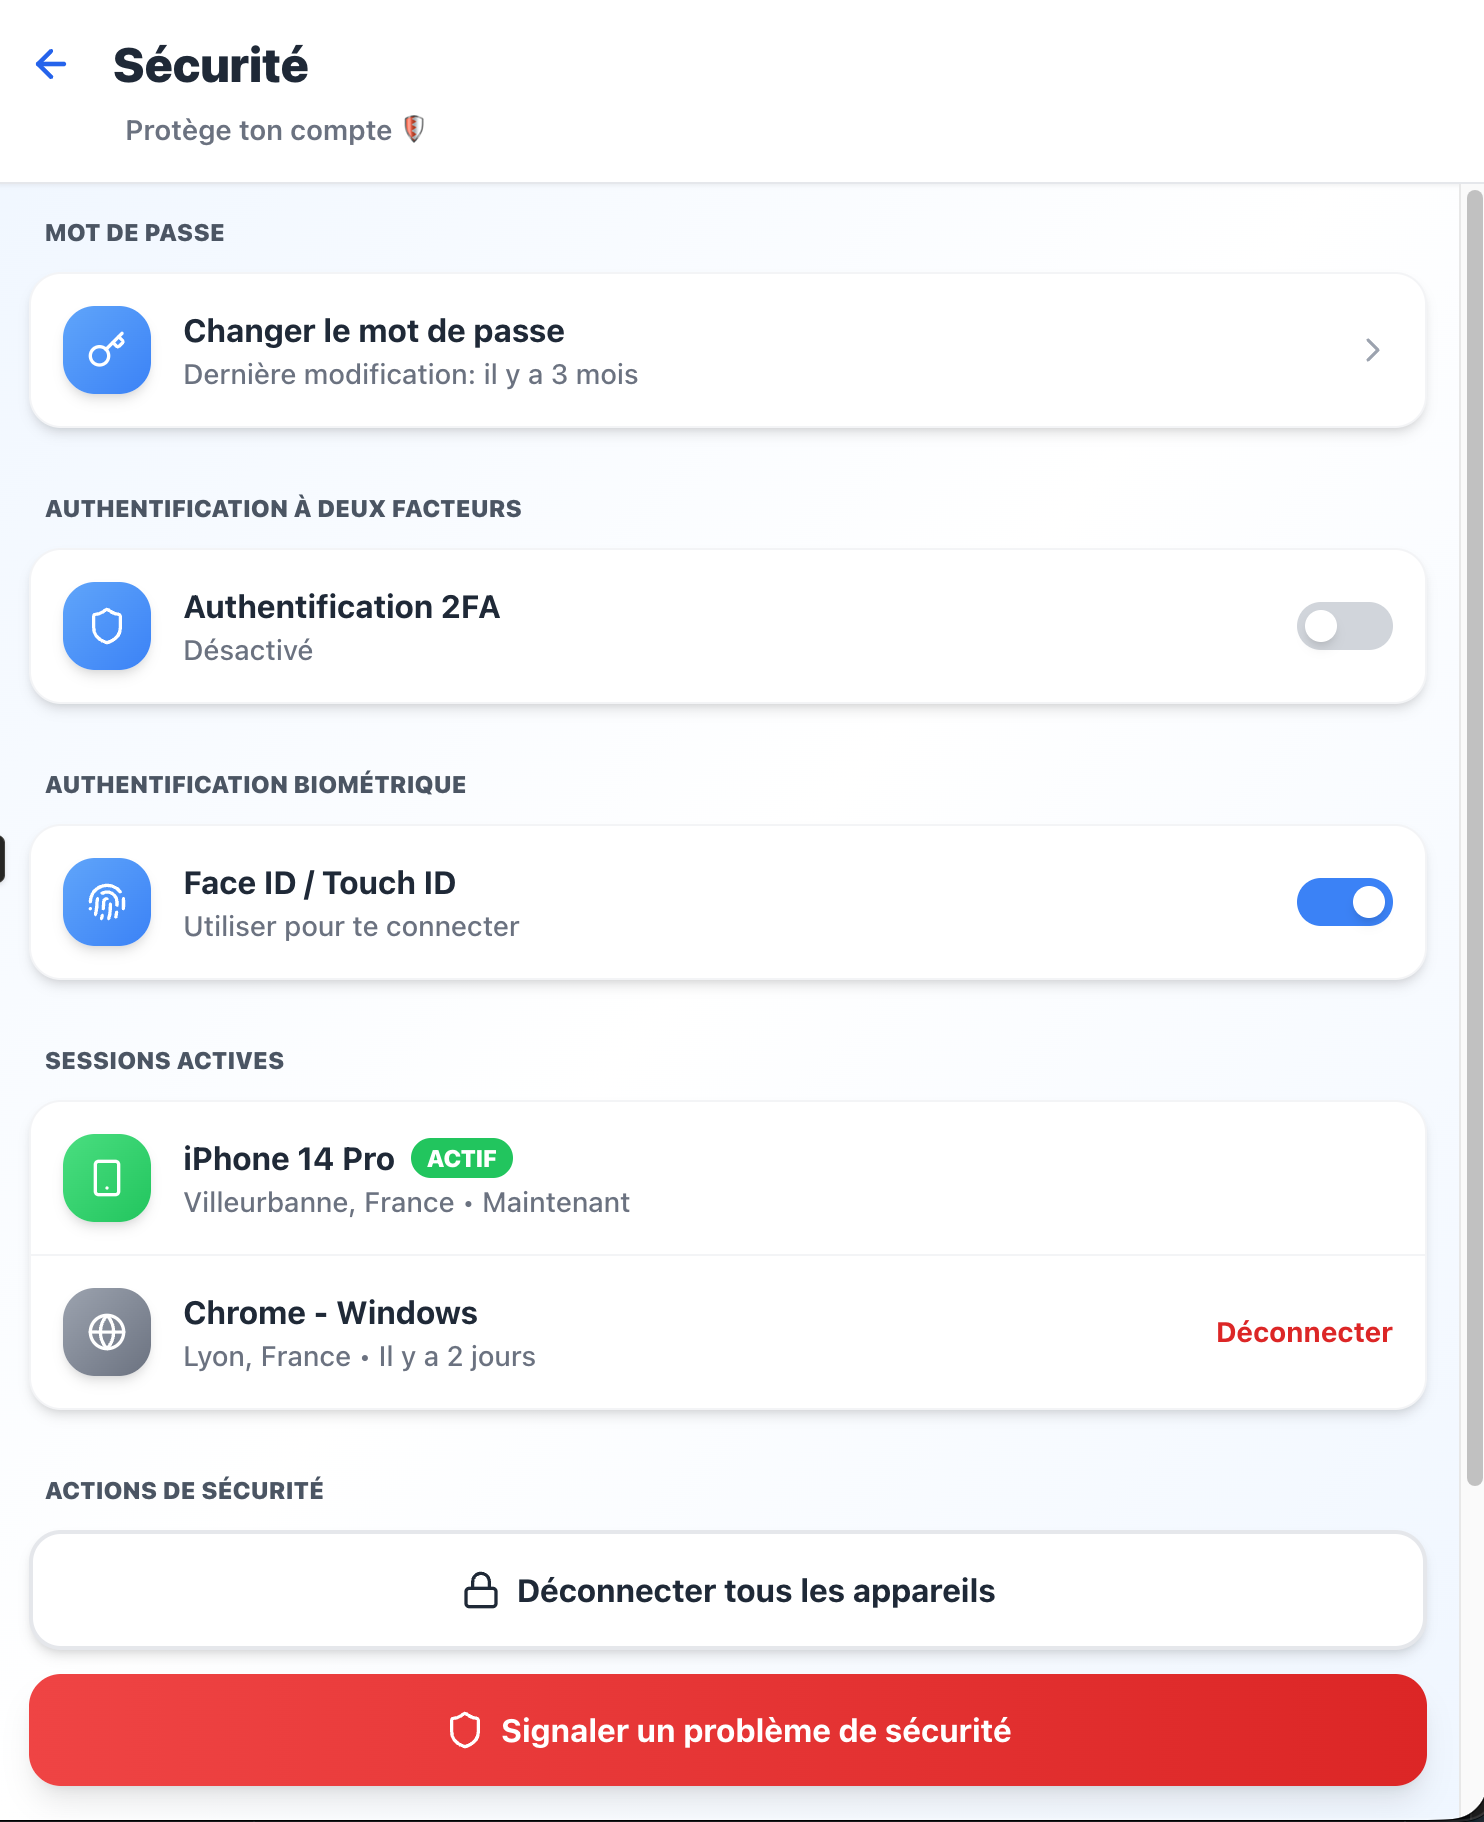 Sécurité
Protège ton compte
MOT DE PASSE
Changer le mot de passe
Dernière modification: il y a 3 mois
AUTHENTIFICATION À DEUX FACTEURS
Authentification 2FA
Désactivé
AUTHENTIFICATION BIOMÉTRIQUE
Face ID / Touch ID
Utiliser pour te connecter
SESSIONS ACTIVES
iPhone 14 Pro ACTIF
Villeurbanne, France • Maintenant
Chrome - Windows
Lyon, France • Il y a 2 jours
Déconnecter
ACTIONS DE SÉCURITÉ
Déconnecter tous les appareils
Signaler un problème de sécurité